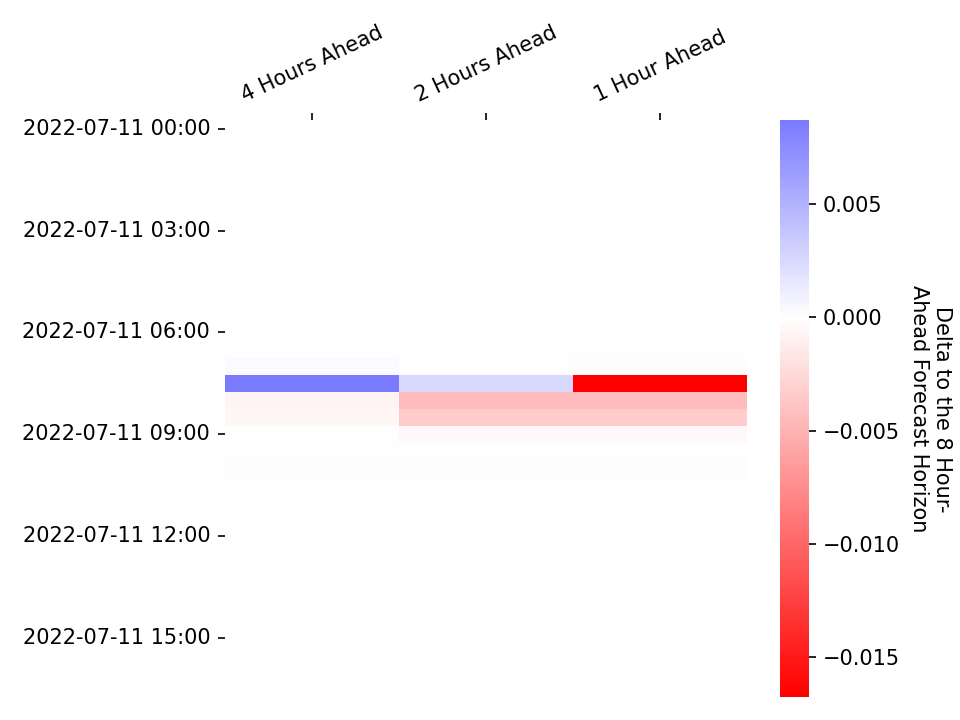 4 Hours Ahead
2 Hours Ahead
1 Hour Ahead
2022-07-11 00:00
2022-07-11 03:00
2022-07-11 06:00
2022-07-11 09:00
2022-07-11 12:00
2022-07-11 15:00
0.005
0.000
−0.005
−0.010
−0.015
Delta to the 8 Hour-
Ahead Forecast Horizon